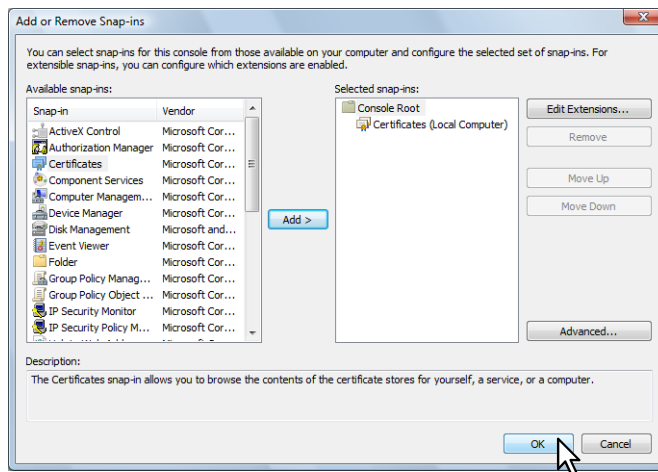 Add or Remove Snap-ins
You can select snap-ins for this console from those available on your computer and configure the selected set of snap-ins. For
extensible snap-ins, you can configure which extensions are enabled.
Available snap-ins:
Selected snap-ins:
Snap-in Vendor
ActiveX Control Microsoft Cor...
Authorization Manager Microsoft Cor...
Certificates Microsoft Cor...
Component Services Microsoft Cor...
Computer Managem... Microsoft Cor...
Device Manager Microsoft Cor...
Disk Management Microsoft and...
Event Viewer Microsoft Cor...
Folder Microsoft Cor...
Group Policy Manag... Microsoft Cor...
Group Policy Object ... Microsoft Cor...
IP Security Monitor Microsoft Cor...
IP Security Policy M... Microsoft Cor...
Add >
Console Root
Certificates (Local Computer)
Edit Extensions...
Remove
Move Up
Move Down
Advanced...
Description:
The Certificates snap-in allows you to browse the contents of the certificate stores for yourself, a service, or a computer.
OK Cancel